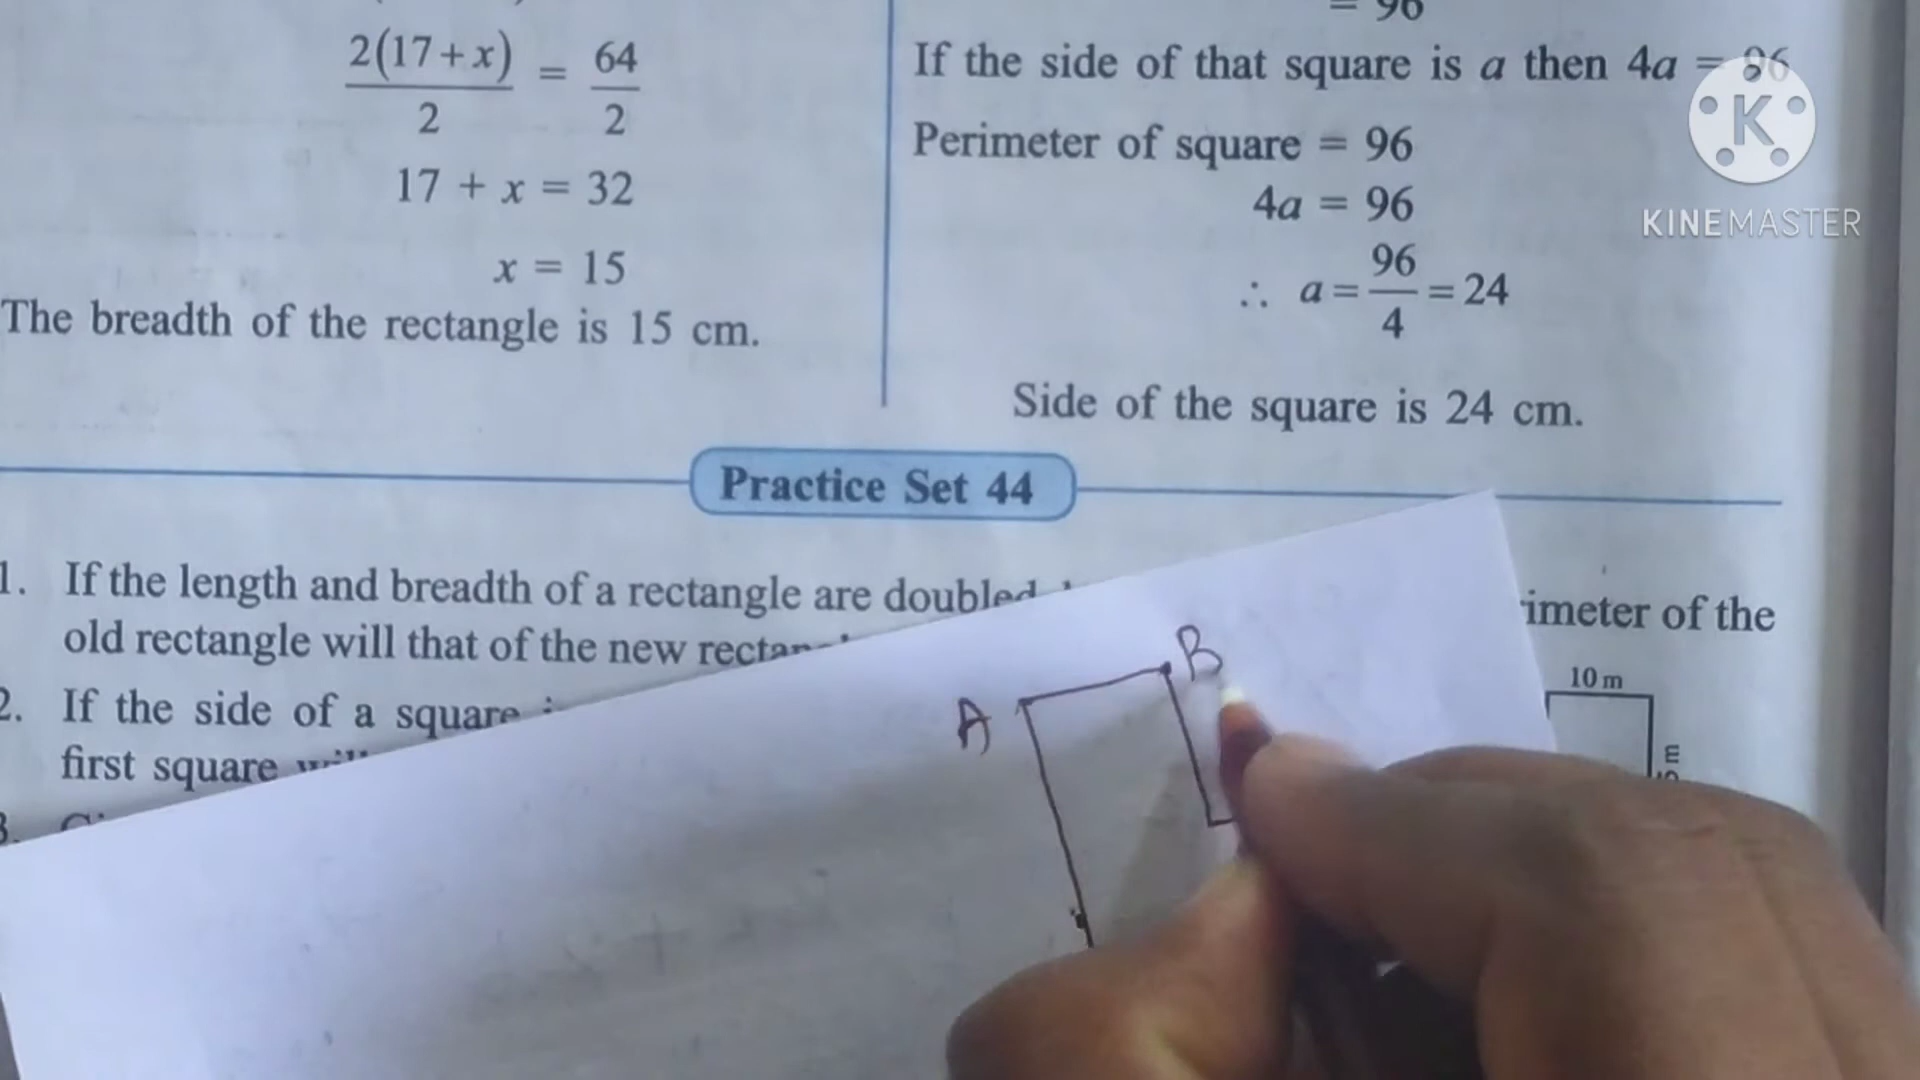 2(17+x)/2 = 64/2
17 + x = 32
x = 15
The breadth of the rectangle is 15 cm.
= 96
If the side of that square is a then 4a = 96
Perimeter of square = 96
4a = 96
∴ a = 96/4 = 24
Side of the square is 24 cm.
K
KINEMASTER
Practice Set 44
1. If the length and breadth of a rectangle are doubled
imeter of the
old rectangle will that of the new
2. If the side of a square
first square
10 m
A
B